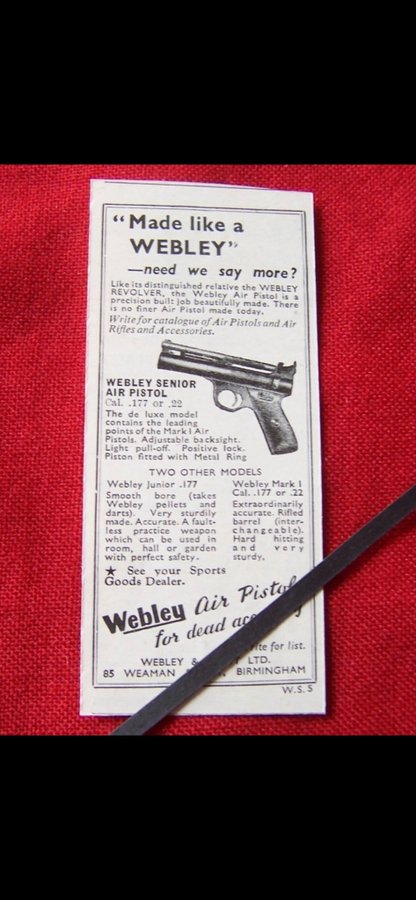 "Made like a
WEBLEY"
—need we say more?
Like its distinguished relative the WEBLEY
REVOLVER, the Webley Air Pistol is a
precision built job beautifully made. There
is no finer Air Pistol made today.
Write for catalogue of Air Pistols and Air
Rifles and Accessories.
WEBLEY SENIOR
AIR PISTOL
Cal. .177 or .22
The de luxe model
contains the leading
points of the Mark I Air
Pistols. Adjustable backsight.
Light pull-off. Positive lock.
Piston fitted with Metal Ring
TWO OTHER MODELS
Webley Junior .177
Smooth bore (takes
Webley pellets and
darts). Very sturdily
made. Accurate. A fault-
less practice weapon
which can be used in
room, hall or garden
with perfect safety.
Webley Mark I
Cal. .177 or .22
Extraordinarily
accurate. Rifled
barrel (inter-
changeable).
Hard hitting
and very
sturdy.
★ See your Sports
Goods Dealer.
Webley Air Pistol
for dead
for list.
WEBLEY & LTD.
85 WEAMAN BIRMINGHAM
W.S.5